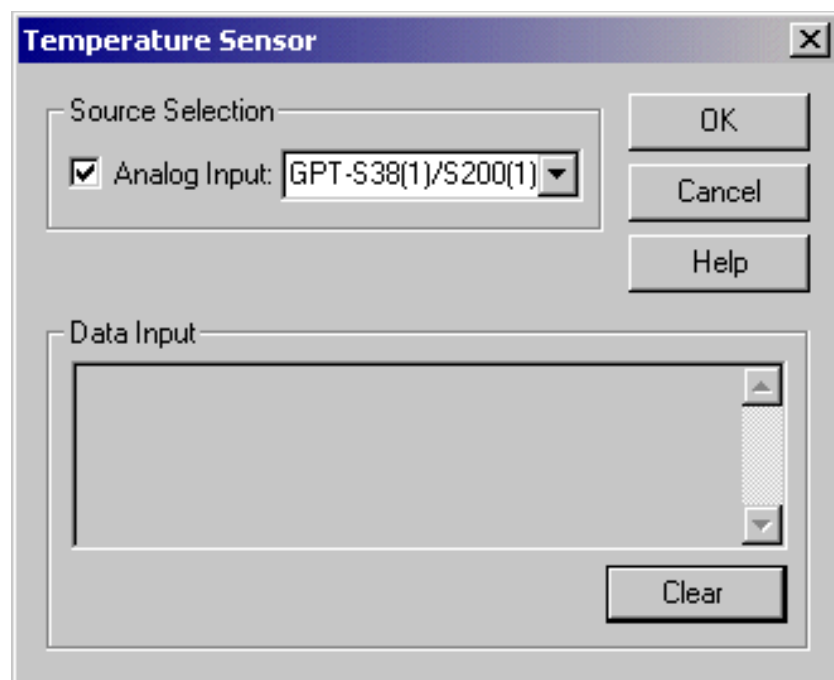 Temperature Sensor
Source Selection
Analog Input: GPT-S38(1)/S200(1)
OK
Cancel
Help
Data Input
Clear